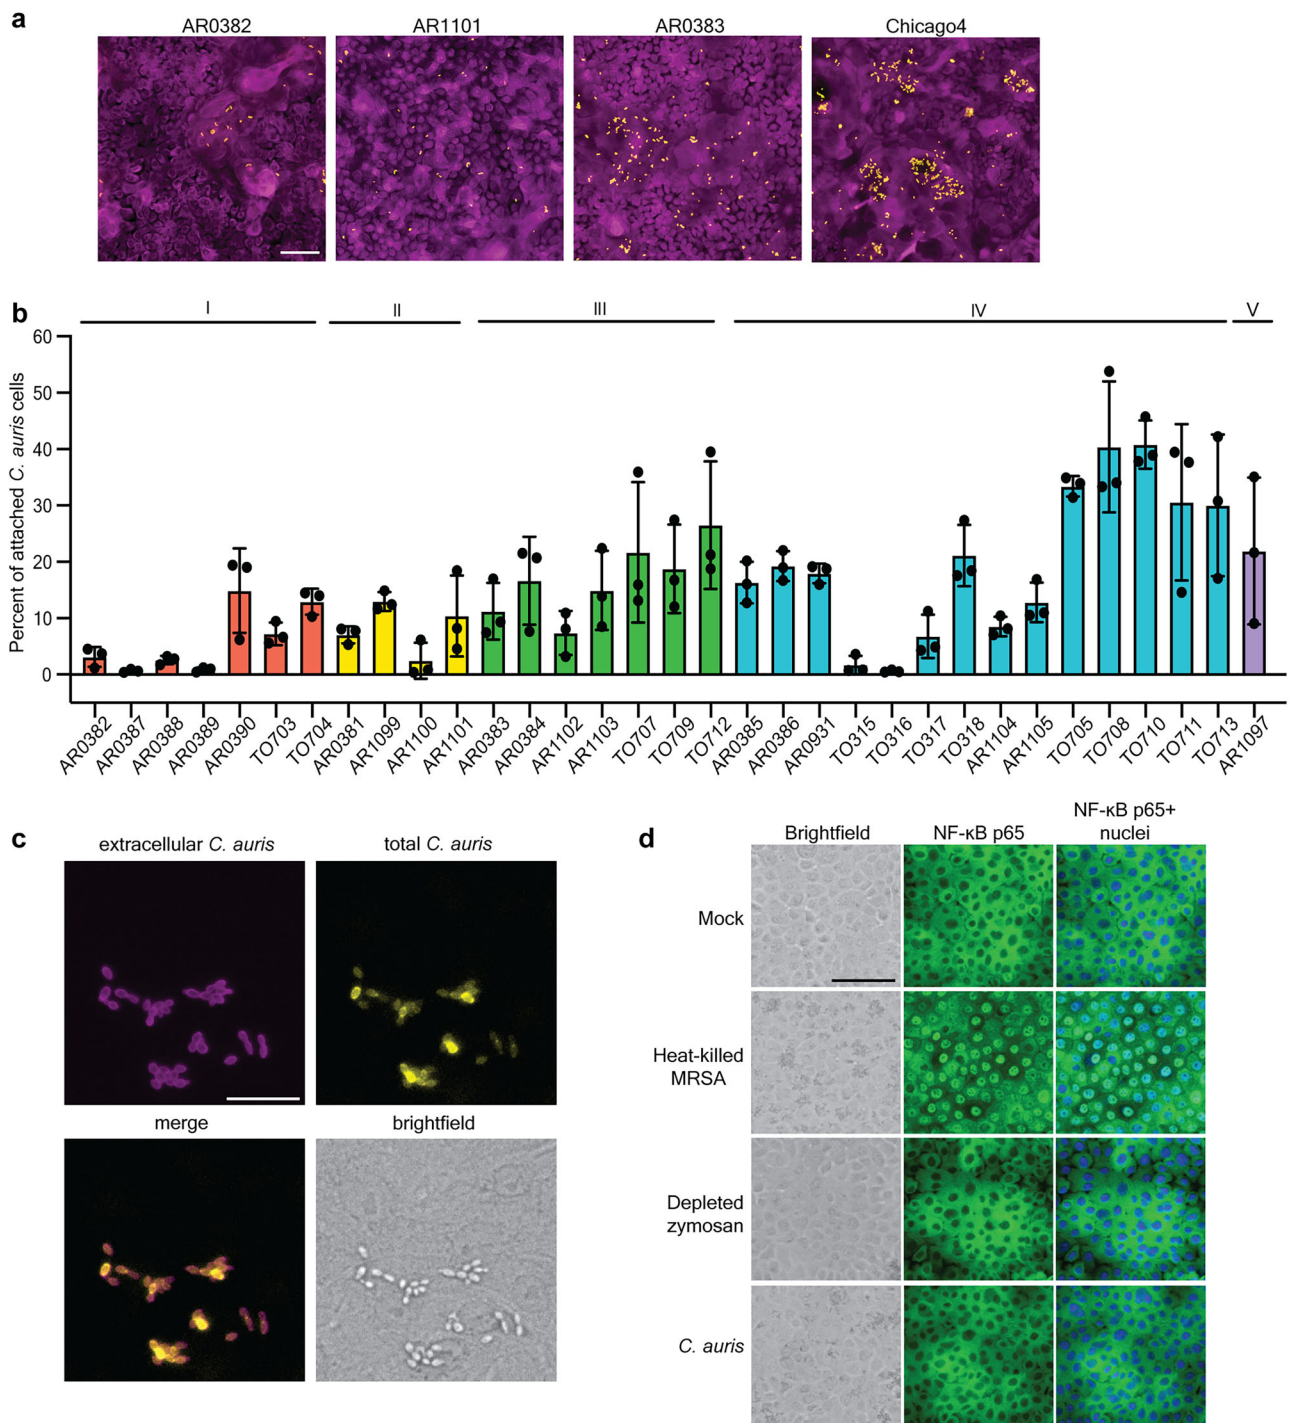 a
AR0382
AR1101
AR0383
Chicago4
b
I
II
III
IV
V
Percent of attached C. auris cells
60
50
40
30
20
10
0
AR0382
AR0387
AR0388
AR0389
AR0390
TO703
TO704
AR0381
AR1099
AR1100
AR1101
AR0383
AR0384
AR1102
AR1103
TO707
TO709
TO712
AR0385
AR0386
AR0931
TO315
TO316
TO317
TO318
AR1104
AR1105
TO705
TO708
TO710
TO711
TO713
AR1097
c
extracellular C. auris
total C. auris
merge
brightfield
d
Brightfield
NF-κB p65
NF-κB p65+
nuclei
Mock
Heat-killed
MRSA
Depleted
zymosan
C. auris